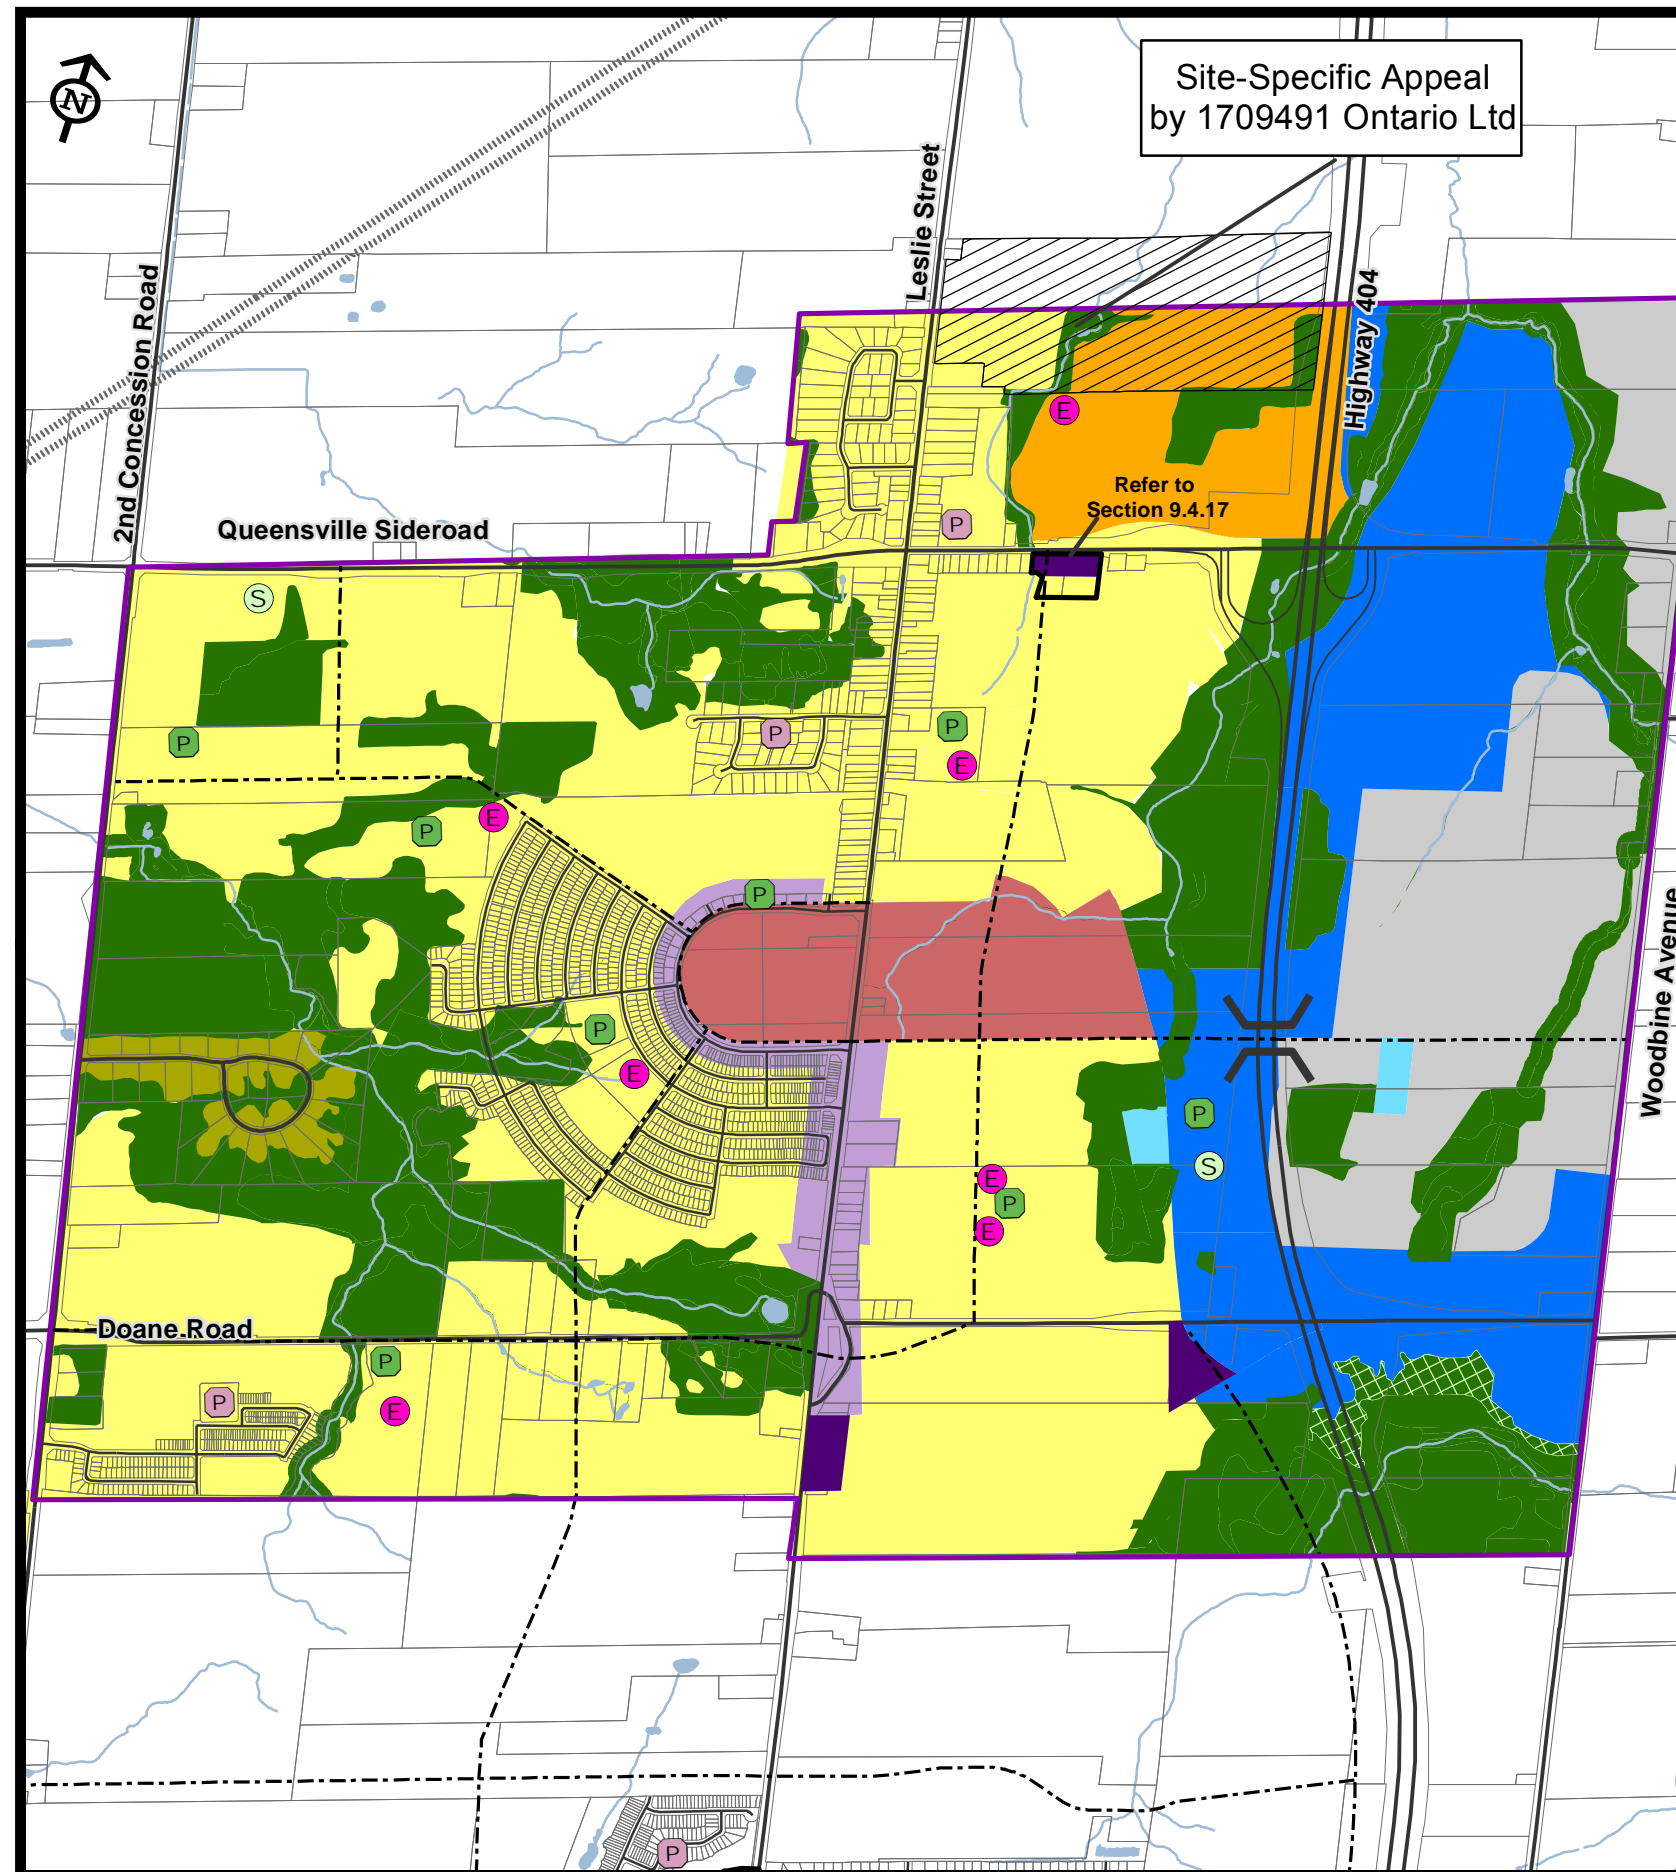 Site-Specific Appeal
by 1709491 Ontario Ltd
N
Leslie Street
2nd Concession Road
Highway 404
E
Refer to
Section 9.4.17
P
Queensville Sideroad
S
P
P
P
E
E
P
P
Woodbine Avenue
P
E
P
S
E
P
E
Doane Road
P
P
E
P